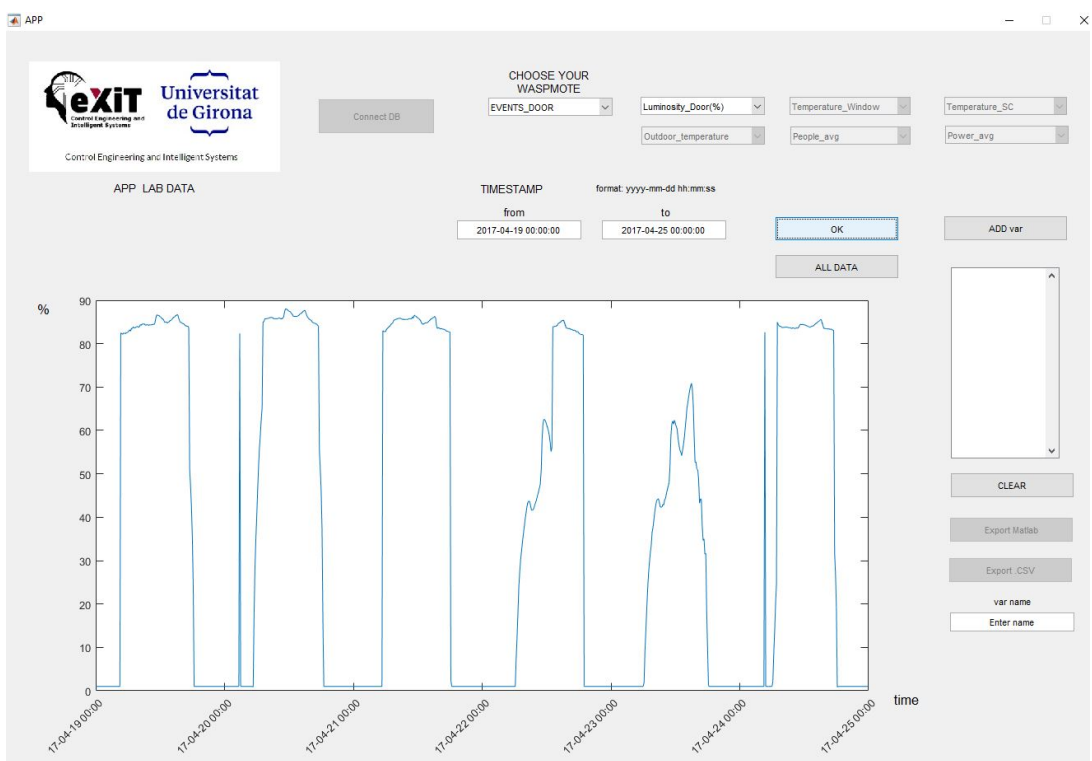 APP
eXiT
Control Engineering and
Intelligent Systems
Universitat
de Girona
Control Engineering and Intelligent Systems
APP LAB DATA
Connect DB
CHOOSE YOUR
WASPMOTE
EVENTS_DOOR
Luminosity_Door(%)
Temperature_Window
Temperature_SC
Outdoor_temperature
People_avg
Power_avg
TIMESTAMP
format: yyyy-mm-dd hh:mm:ss
from
to
2017-04-19 00:00:00
2017-04-25 00:00:00
OK
ADD var
ALL DATA
%
90
80
70
60
50
40
30
20
10
0
17-04-19 00:00
17-04-20 00:00
17-04-21 00:00
17-04-22 00:00
17-04-23 00:00
17-04-24 00:00
17-04-25 00:00
time
CLEAR
Export Matlab
Export .CSV
var name
Enter name